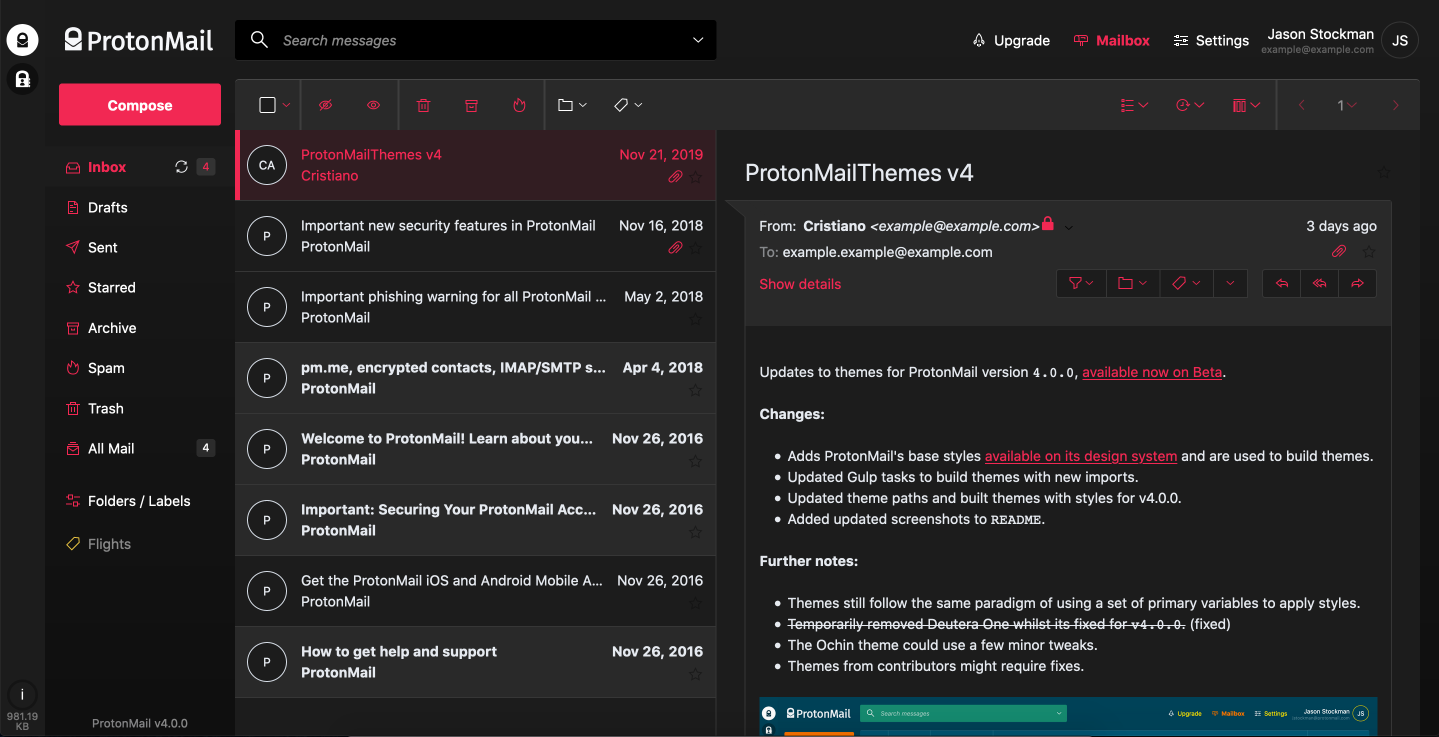 ProtonMail
Search messages
Upgrade
Mailbox
Settings
Jason Stockman
example@example.com
JS
Compose
1
Inbox
4
Drafts
Sent
Starred
Archive
Spam
Trash
All Mail
4
Folders / Labels
Flights
i
981.19
KB
ProtonMail v4.0.0
CA
ProtonMailThemes v4
Nov 21, 2019
Cristiano
P
Important new security features in ProtonMail
Nov 16, 2018
ProtonMail
P
Important phishing warning for all ProtonMail ...
May 2, 2018
ProtonMail
P
pm.me, encrypted contacts, IMAP/SMTP s...
Apr 4, 2018
ProtonMail
P
Welcome to ProtonMail! Learn about you...
Nov 26, 2016
ProtonMail
P
Important: Securing Your ProtonMail Acc...
Nov 26, 2016
ProtonMail
P
Get the ProtonMail iOS and Android Mobile A...
Nov 26, 2016
ProtonMail
P
How to get help and support
Nov 26, 2016
ProtonMail
ProtonMailThemes v4
From: Cristiano <example@example.com>
3 days ago
To: example.example@example.com
Show details
Updates to themes for ProtonMail version 4.0.0, available now on Beta.
Changes:
• Adds ProtonMail's base styles available on its design system and are used to build themes.
• Updated Gulp tasks to build themes with new imports.
• Updated theme paths and built themes with styles for v4.0.0.
• Added updated screenshots to README.
Further notes:
• Themes still follow the same paradigm of using a set of primary variables to apply styles.
• Temporarily removed Deutera One whilst its fixed for v4.0.0. (fixed)
• The Ochin theme could use a few minor tweaks.
• Themes from contributors might require fixes.
ProtonMail
Search messages
Upgrade
Mailbox
Settings
Jason Stockman
JS